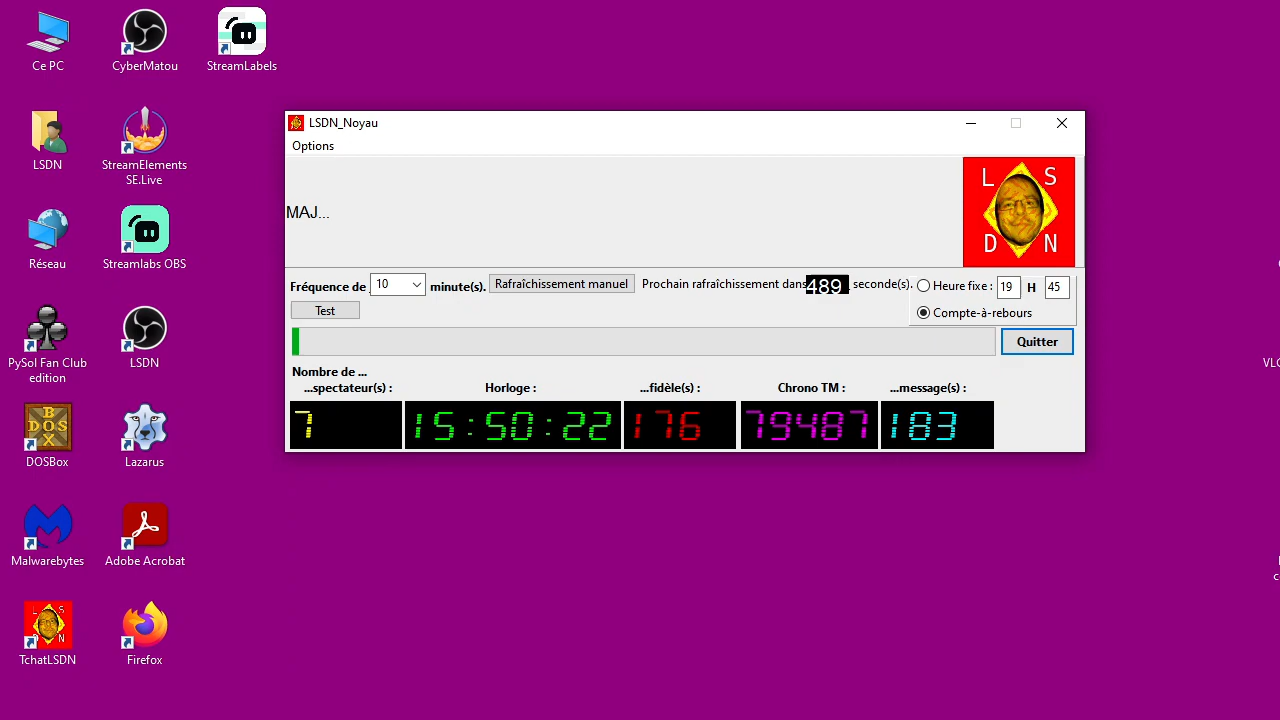 Ce PC
CyberMatou
StreamLabels
LSDN
StreamElements
SE.Live
Réseau
Streamlabs OBS
PySol Fan Club
edition
LSDN
DOSBox
Lazarus
Malwarebytes
Adobe Acrobat
TchatLSDN
Firefox
BOX
DOS
L S
D N
LSDN_Noyau
Options
MAJ...
L S
D N
Fréquence de 10 minute(s). Rafraîchissement manuel Prochain rafraîchissement dans 489 seconde(s).
Heure fixe : 19 H 45
Test
Compte-à-rebours
Quitter
Nombre de ...
...spectateur(s) : Horloge : ...fidèle(s) : Chrono TM : ...message(s) :
7 15:50:22 176 79487 183